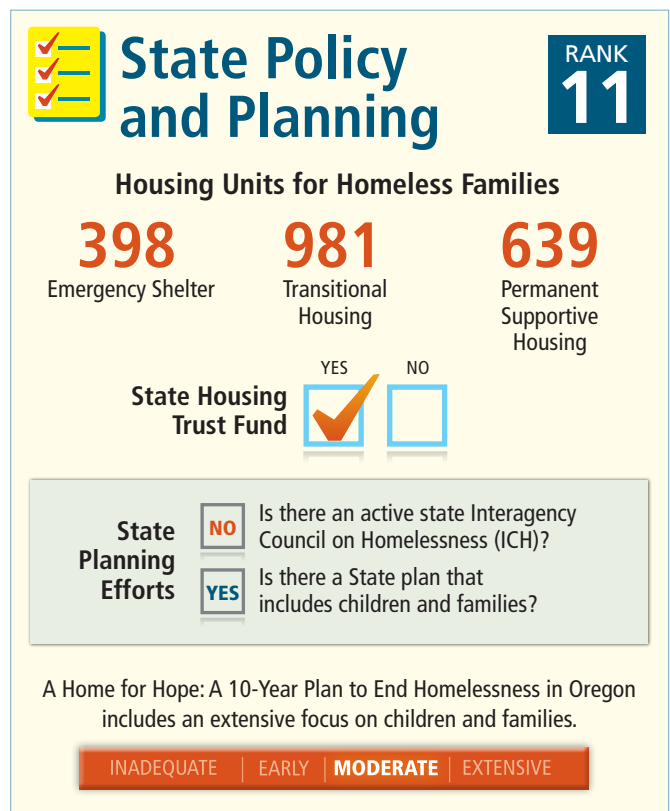 State Policy
and Planning
RANK
11
Housing Units for Homeless Families
398
Emergency Shelter
981
Transitional
Housing
639
Permanent
Supportive
Housing
YES
NO
State Housing
Trust Fund
State
Planning
Efforts
NO
Is there an active state Interagency
Council on Homelessness (ICH)?
YES
Is there a State plan that
includes children and families?
A Home for Hope: A 10-Year Plan to End Homelessness in Oregon
includes an extensive focus on children and families.
INADEQUATE | EARLY | MODERATE | EXTENSIVE